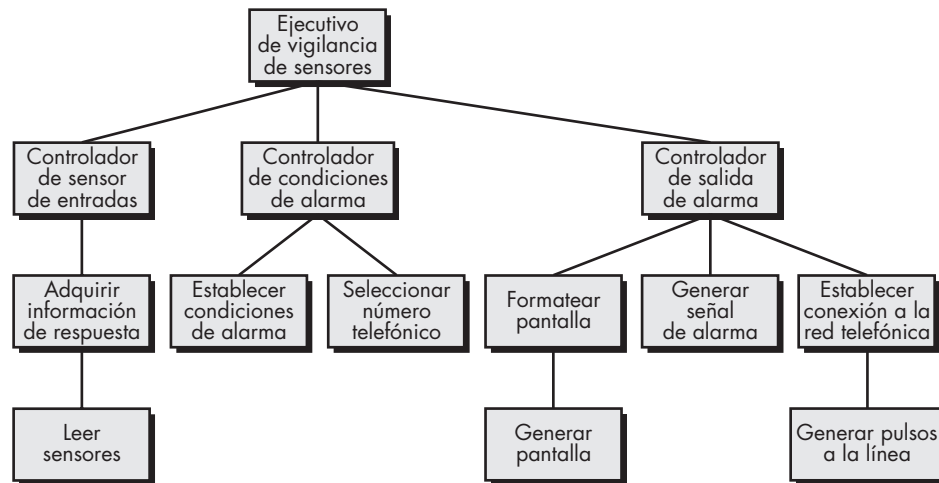 Ejecutivo
de vigilancia
de sensores
Controlador
de sensor
de entradas
Controlador
de condiciones
de alarma
Controlador
de salida
de alarma
Adquirir
información
de respuesta
Establecer
condiciones
de alarma
Seleccionar
número
telefónico
Formatear
pantalla
Generar
señal
de alarma
Establecer
conexión a la
red telefónica
Leer
sensores
Generar
pantalla
Generar pulsos
a la línea